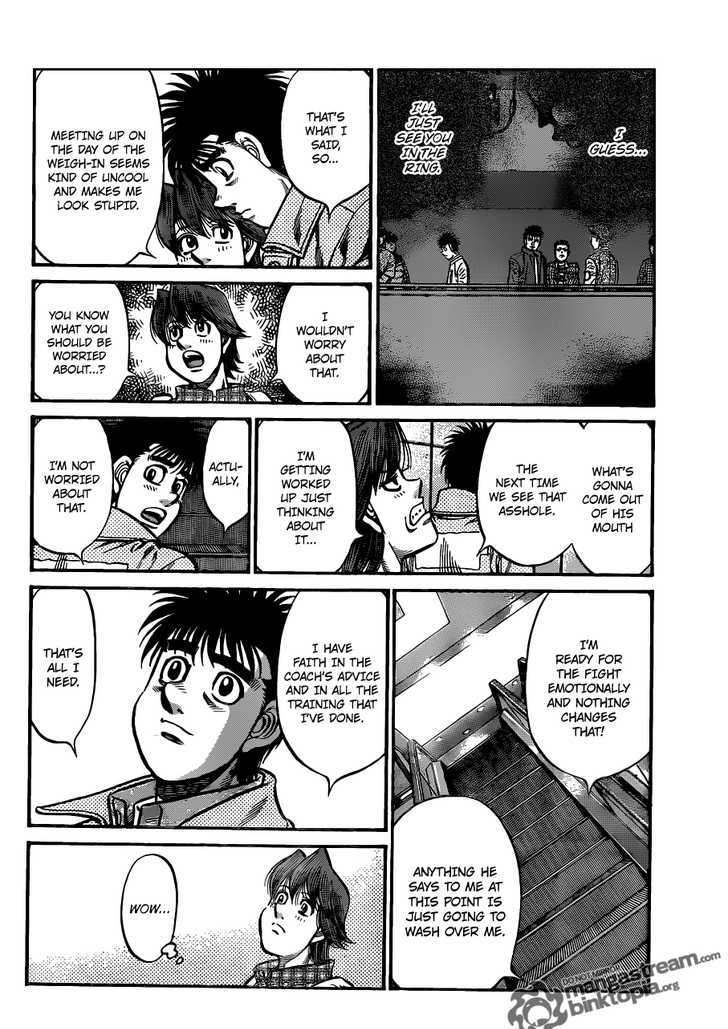 I
GUESS...
I'LL
JUST
SEE YOU
IN THE
RING.
THAT'S
WHAT I
SAID,
SO...
MEETING UP ON
THE DAY OF THE
WEIGH-IN SEEMS
KIND OF UNCOOL
AND MAKES ME
LOOK STUPID.
I
WOULDN'T
WORRY
ABOUT
THAT.
YOU KNOW
WHAT YOU
SHOULD BE
WORRIED
ABOUT...?
WHAT'S
GONNA
COME OUT
OF HIS
MOUTH
THE
NEXT TIME
WE SEE THAT
ASSHOLE.
I'M
GETTING
WORKED
UP JUST
THINKING
ABOUT
IT...
ACTU-
ALLY,
I'M NOT
WORRIED
ABOUT
THAT.
I'M
READY FOR
THE FIGHT
EMOTIONALLY
AND NOTHING
CHANGES
THAT!
ANYTHING HE
SAYS TO ME AT
THIS POINT IS
JUST GOING TO
WASH OVER ME.
I HAVE
FAITH IN THE
COACH'S ADVICE
AND IN ALL THE
TRAINING THAT
I'VE DONE.
THAT'S
ALL I
NEED.
WOW...
mangastream.com
binktopia.org